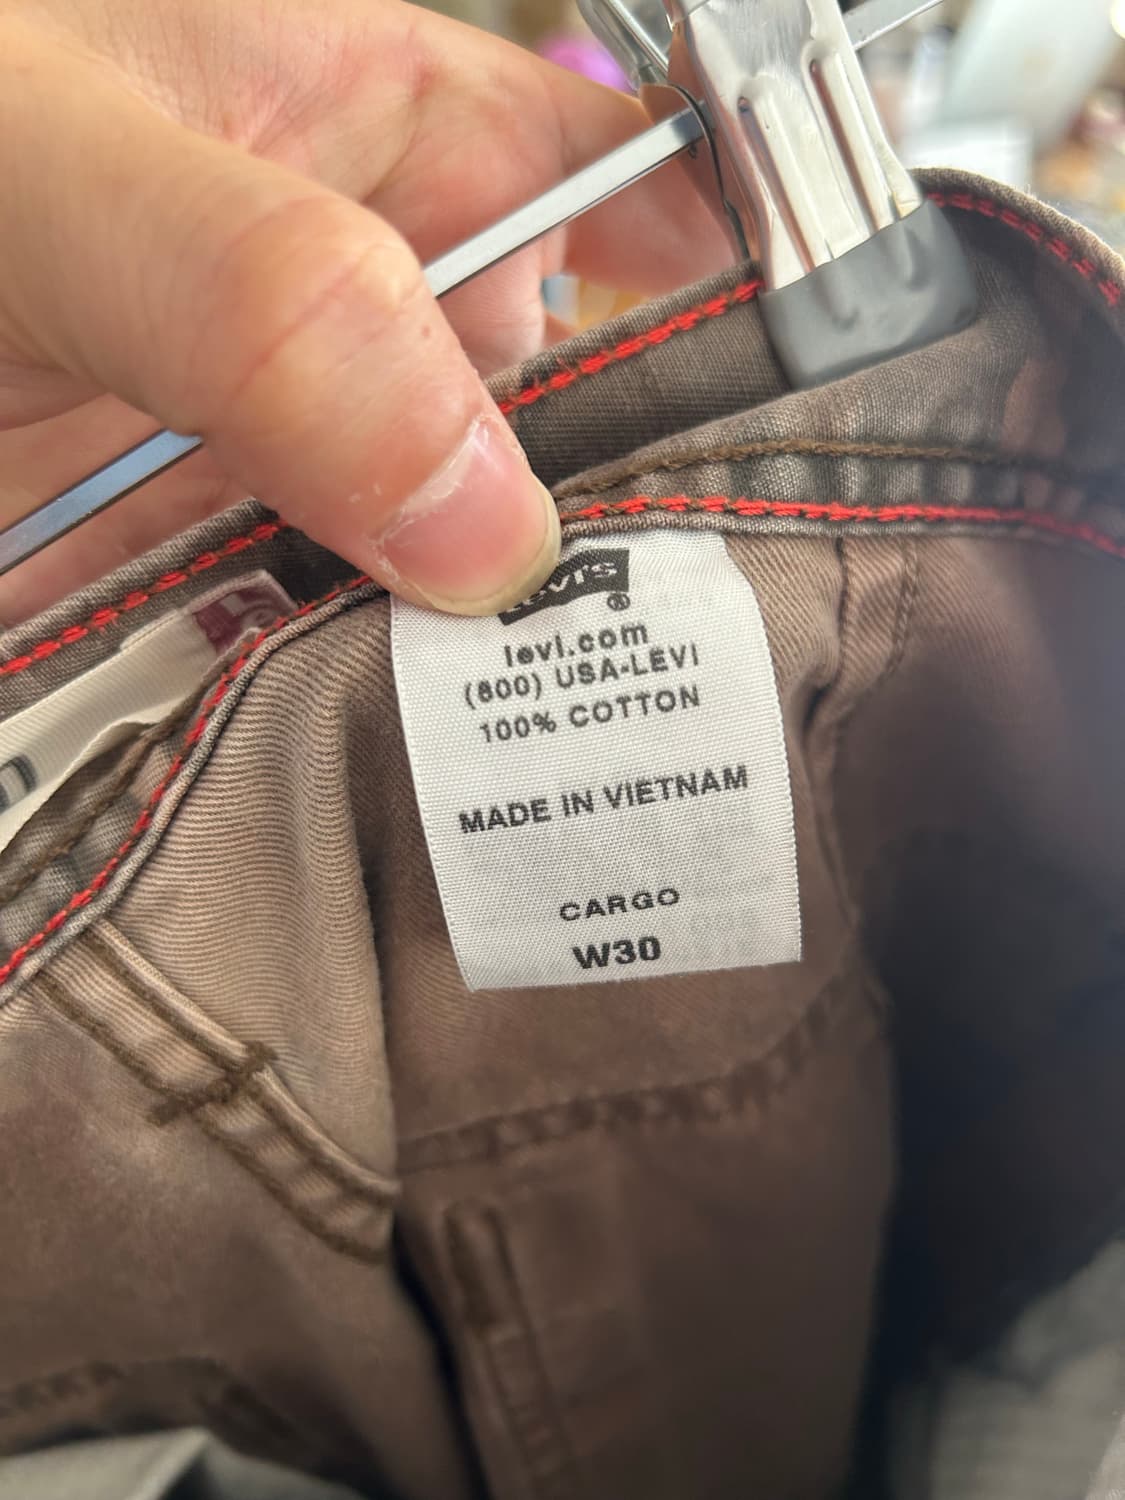 Levi's
®
levi.com
(800) USA-LEVI
100% COTTON
MADE IN VIETNAM
CARGO
W30